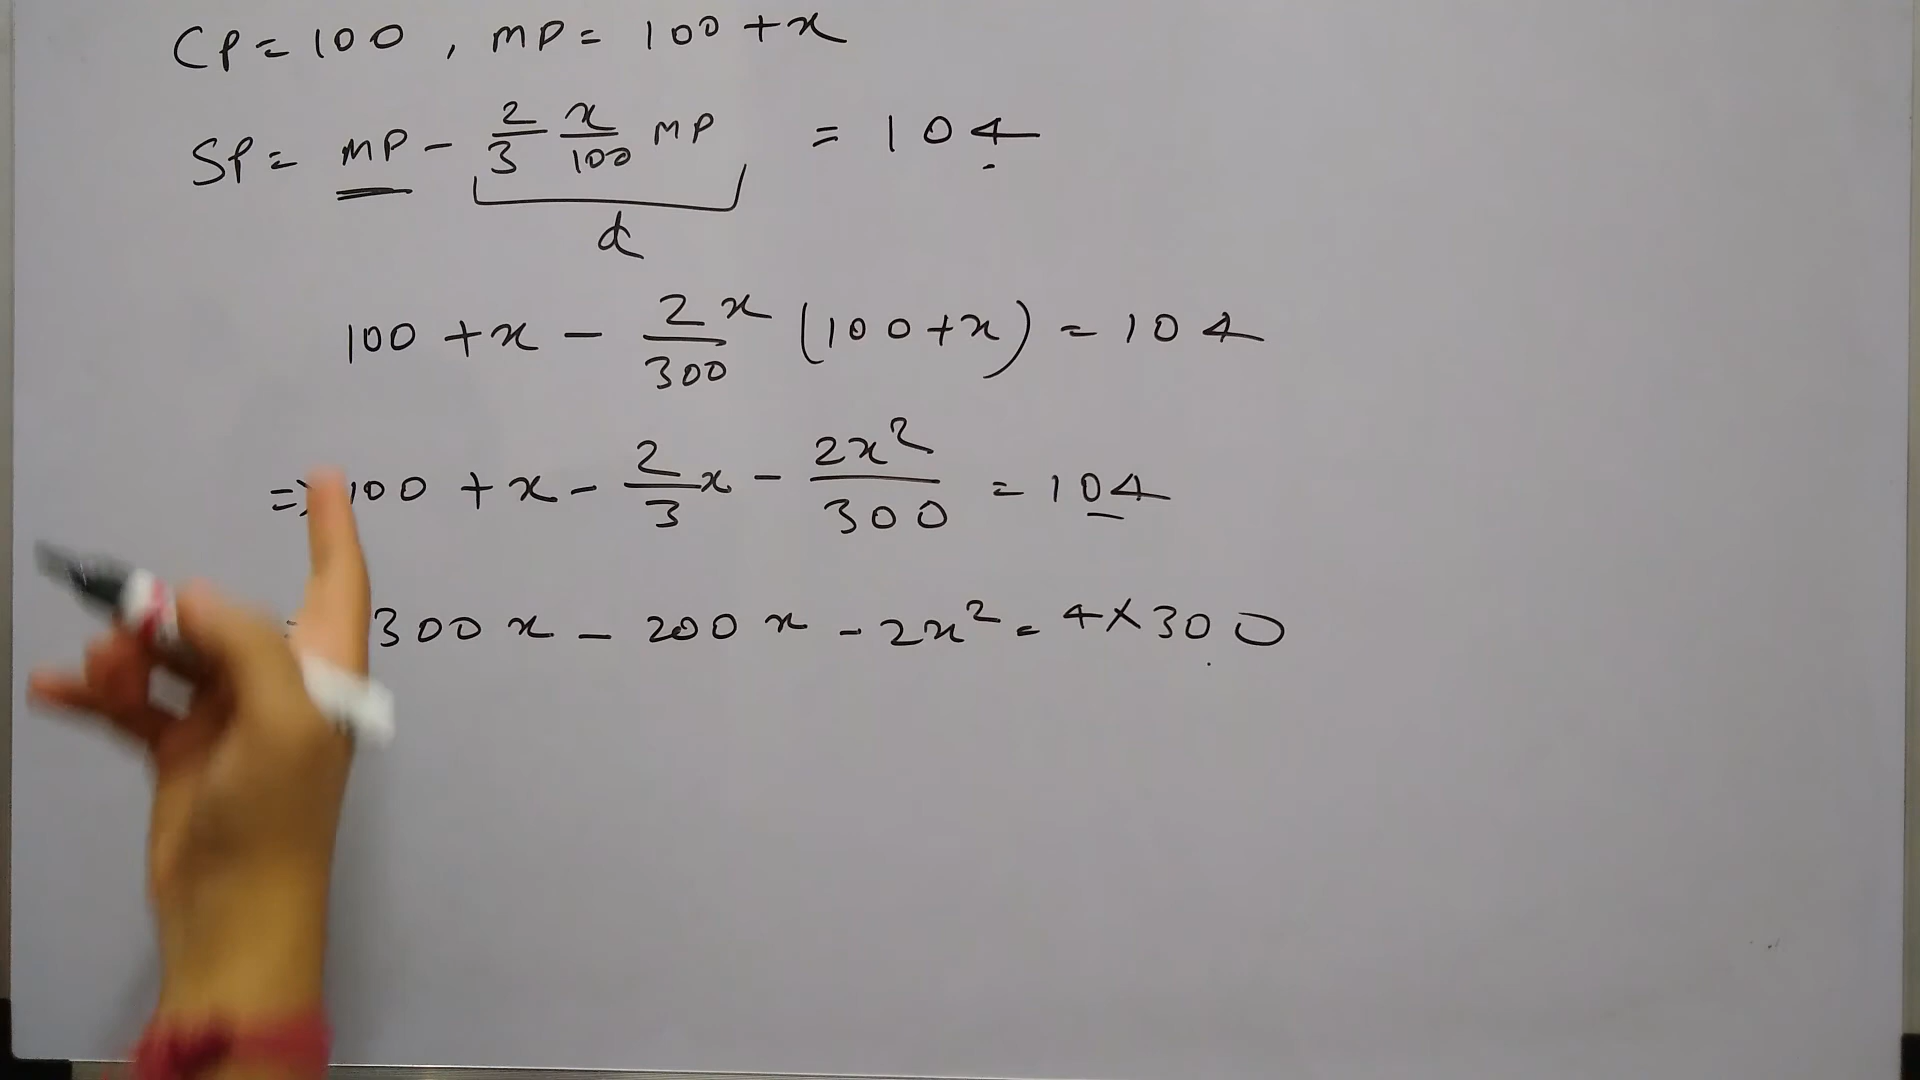 CP = 100 , MP = 100 + x
SP = MP - 2/3 x/100 MP = 104
d
100 + x - 2x/300 (100 + x) = 104
=> 100 + x - 2/3 x - 2x²/300 = 104
300x - 200x - 2x² = 4 × 300